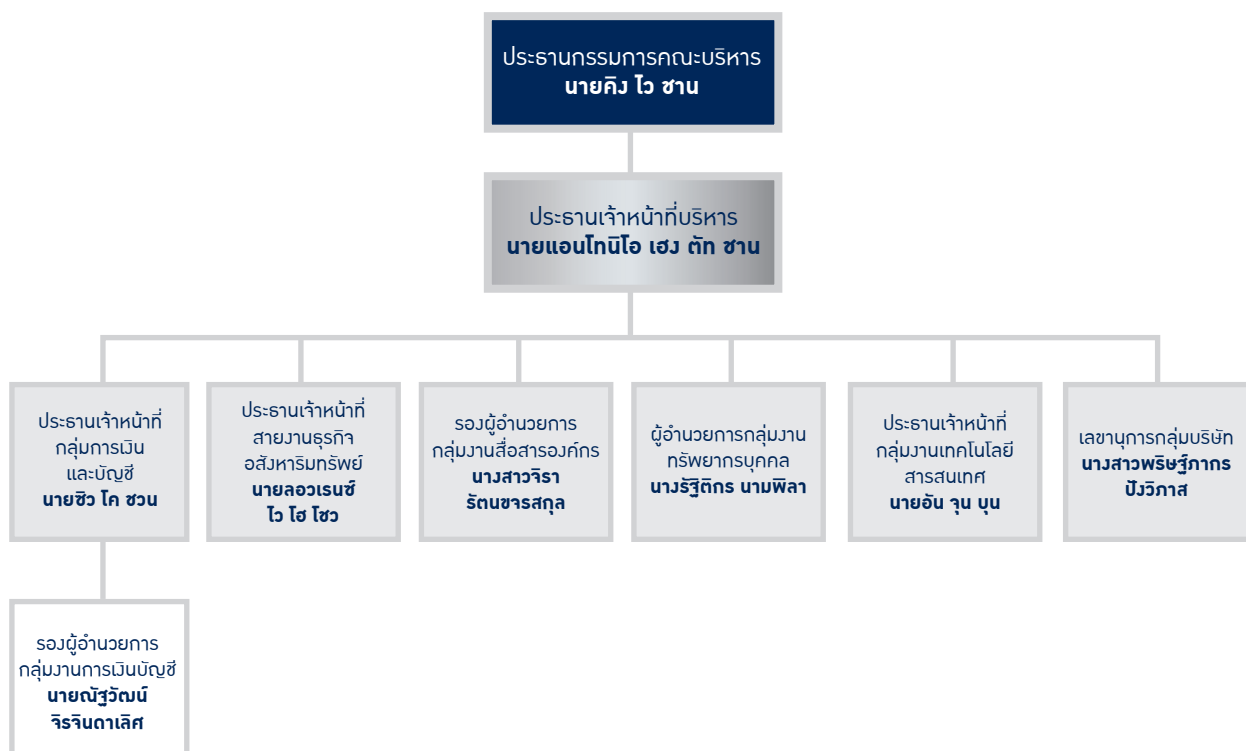 ประธานกรรมการคณะบริหาร
นายคิง ไว ชาน
ประธานเจ้าหน้าที่บริหาร
นายแอนโทนิโอ เฮง ตัท ชาน
ประธานเจ้าหน้าที่
กลุ่มการเงิน
และบัญชี
นายชิว โค ชวน
ประธานเจ้าหน้าที่
สายงานธุรกิจ
อสังหาริมทรัพย์
นายลอวเรนซ์
ไว โฮ โชว
รองผู้อำนวยการ
กลุ่มงานสื่อสารองค์กร
นางสาวจิรา
รัตนขจรสกุล
ผู้อำนวยการกลุ่มงาน
ทรัพยากรบุคคล
นางรัฐิติกร นามพิลา
ประธานเจ้าหน้าที่
กลุ่มงานเทคโนโลยี
สารสนเทศ
นายอัน จุน บุน
เลขานุการกลุ่มบริษัท
นางสาวพริษฐ์ภากร
ปังวิภาส
รองผู้อำนวยการ
กลุ่มงานการเงินบัญชี
นายณัฐวัฒน์
จิรจินดาเลิศ